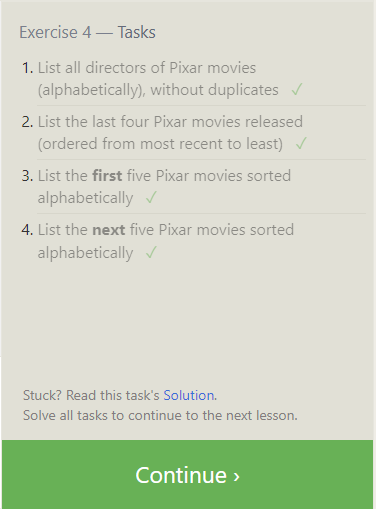 Exercise 4 — Tasks
1. List all directors of Pixar movies
(alphabetically), without duplicates ✓
2. List the last four Pixar movies released
(ordered from most recent to least) ✓
3. List the first five Pixar movies sorted
alphabetically ✓
4. List the next five Pixar movies sorted
alphabetically ✓
Stuck? Read this task's Solution.
Solve all tasks to continue to the next lesson.
Continue ›